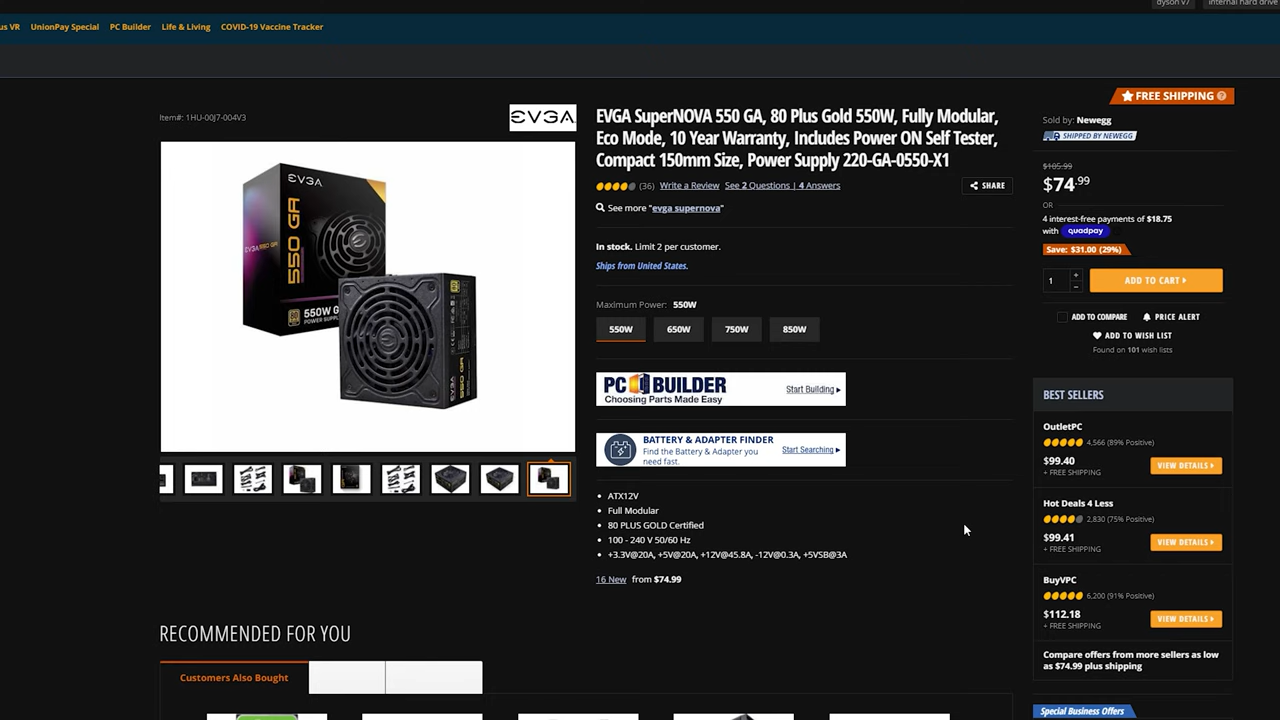 dyson v7
internal hard drive
us VR
UnionPay Special
PC Builder
Life & Living
COVID-19 Vaccine Tracker
Item#: 1HU-00J7-004V3
EVGA
EVGA SuperNOVA 550 GA, 80 Plus Gold 550W, Fully Modular,
Eco Mode, 10 Year Warranty, Includes Power ON Self Tester,
Compact 150mm Size, Power Supply 220-GA-0550-X1
(36) Write a Review See 2 Questions | 4 Answers
SHARE
See more "evga supernova"
In stock. Limit 2 per customer.
Ships from United States.
Maximum Power: 550W
550W 650W 750W 850W
PC BUILDER
Choosing Parts Made Easy
Start Building
BATTERY & ADAPTER FINDER
Find the Battery & Adapter you
need fast.
Start Searching
• ATX12V
• Full Modular
• 80 PLUS GOLD Certified
• 100 - 240 V 50/60 Hz
• +3.3V@20A, +5V@20A, +12V@45.8A, -12V@0.3A, +5VSB@3A
16 New from $74.99
EVGA
550 GA
550W G
POWER SUPPL
550 GA
EVGA
FREE SHIPPING
Sold by: Newegg
SHIPPED BY NEWEGG
$105.99
$74.99
OR
4 interest-free payments of $18.75
with quadpay
Save: $31.00 (29%)
1
+
−
ADD TO CART
ADD TO COMPARE
PRICE ALERT
ADD TO WISH LIST
Found on 101 wish lists
BEST SELLERS
OutletPC
4,566 (89% Positive)
$99.40
+ FREE SHIPPING
VIEW DETAILS
Hot Deals 4 Less
2,830 (75% Positive)
$99.41
+ FREE SHIPPING
VIEW DETAILS
BuyVPC
6,200 (91% Positive)
$112.18
+ FREE SHIPPING
VIEW DETAILS
Compare offers from more sellers as low
as $74.99 plus shipping
Special Business Offers
RECOMMENDED FOR YOU
Customers Also Bought